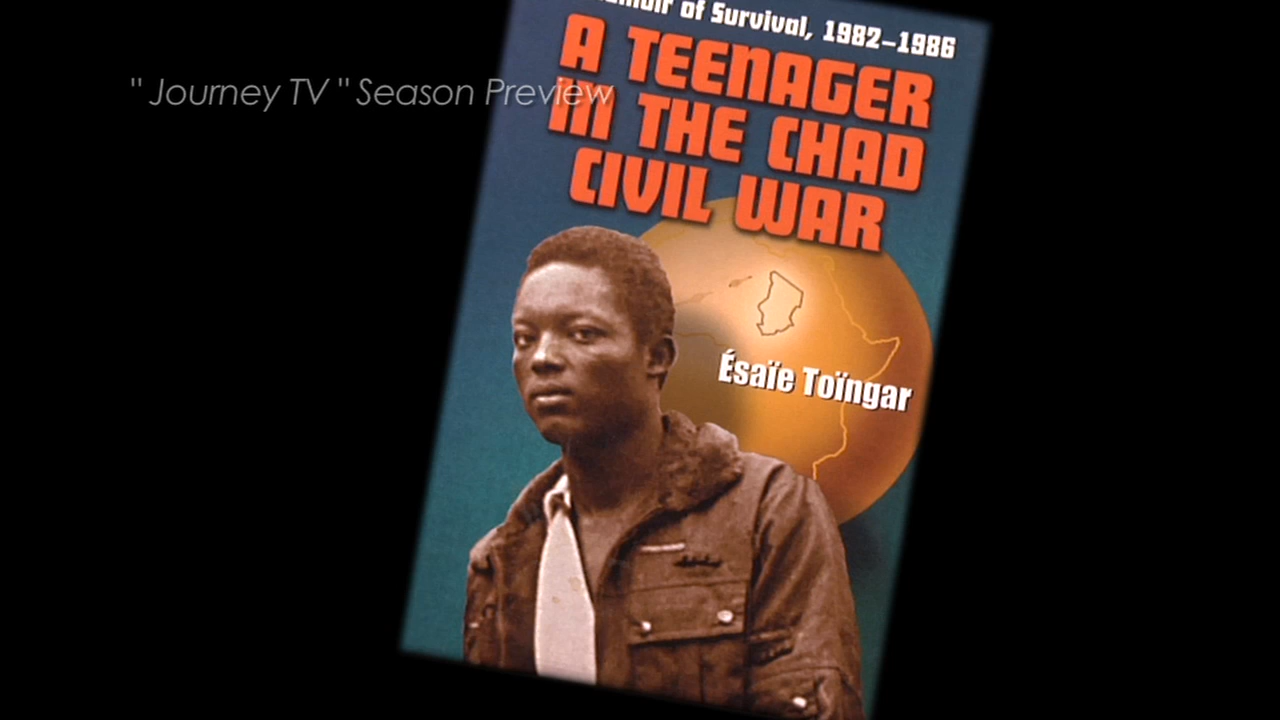 of Survival, 1982–1986
A TEENAGER
IN THE CHAD
CIVIL WAR
" Journey TV " Season Preview
Ésaïe Toïngar